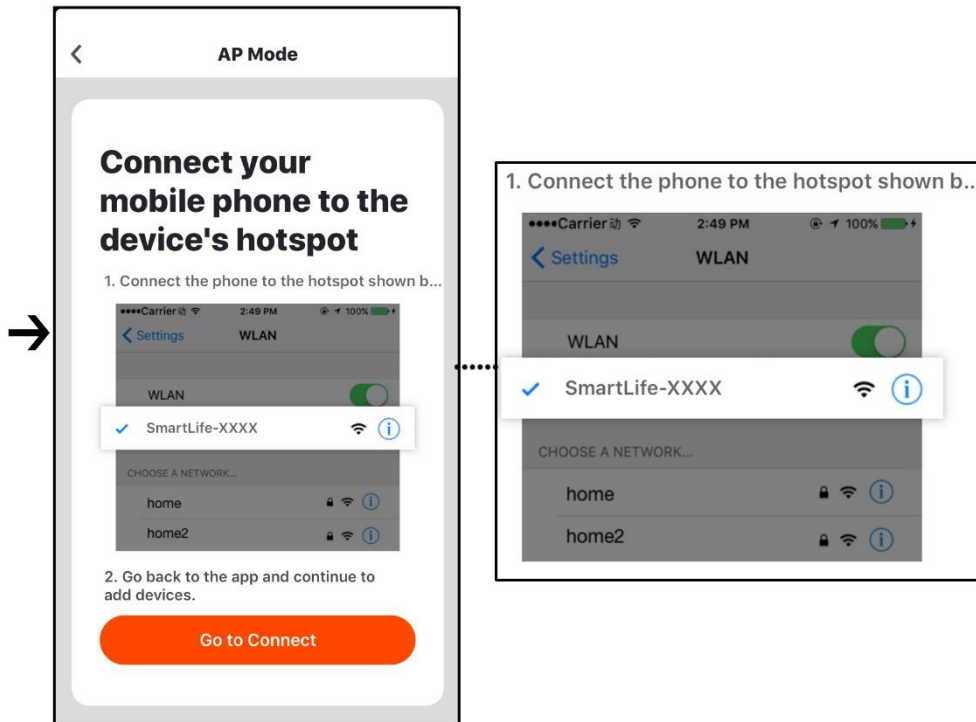 AP Mode
Connect your
mobile phone to the
device's hotspot
1. Connect the phone to the hotspot shown b...
●●●●Carrier 动 2:49 PM 100%
Settings WLAN
WLAN
SmartLife-XXXX
CHOOSE A NETWORK...
home
home2
2. Go back to the app and continue to
add devices.
Go to Connect
1. Connect the phone to the hotspot shown b..
●●●●Carrier 动 2:49 PM 100%
Settings WLAN
WLAN
SmartLife-XXXX
CHOOSE A NETWORK...
home
home2